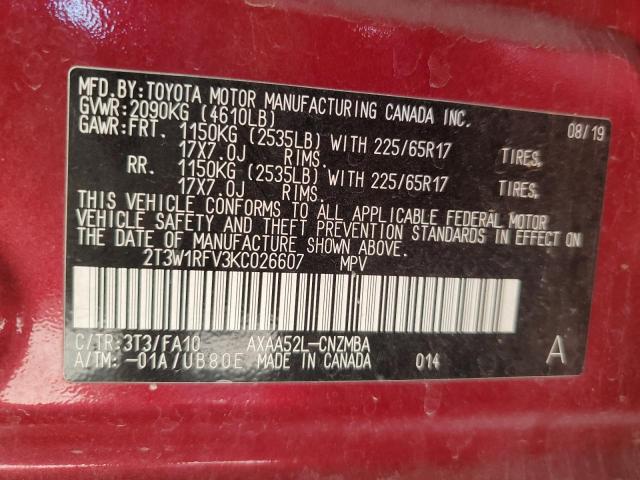 MFD.BY:TOYOTA MOTOR MANUFACTURING CANADA INC.
GVWR:2090KG (4610LB) 08/19
GAWR:FRT. 1150KG (2535LB) WITH 225/65R17 TIRES,
17X7.0J RIMS.
RR. 1150KG (2535LB) WITH 225/65R17 TIRES,
17X7.0J RIMS.
THIS VEHICLE CONFORMS TO ALL APPLICABLE FEDERAL MOTOR
VEHICLE SAFETY AND THEFT PREVENTION STANDARDS IN EFFECT ON
THE DATE OF MANUFACTURE SHOWN ABOVE.
2T3W1RFV3KC026607 MPV
C/TR:3T3/FA10 AXAA52L-CNZMBA
A/TM: -01A/UB80E MADE IN CANADA 014 A